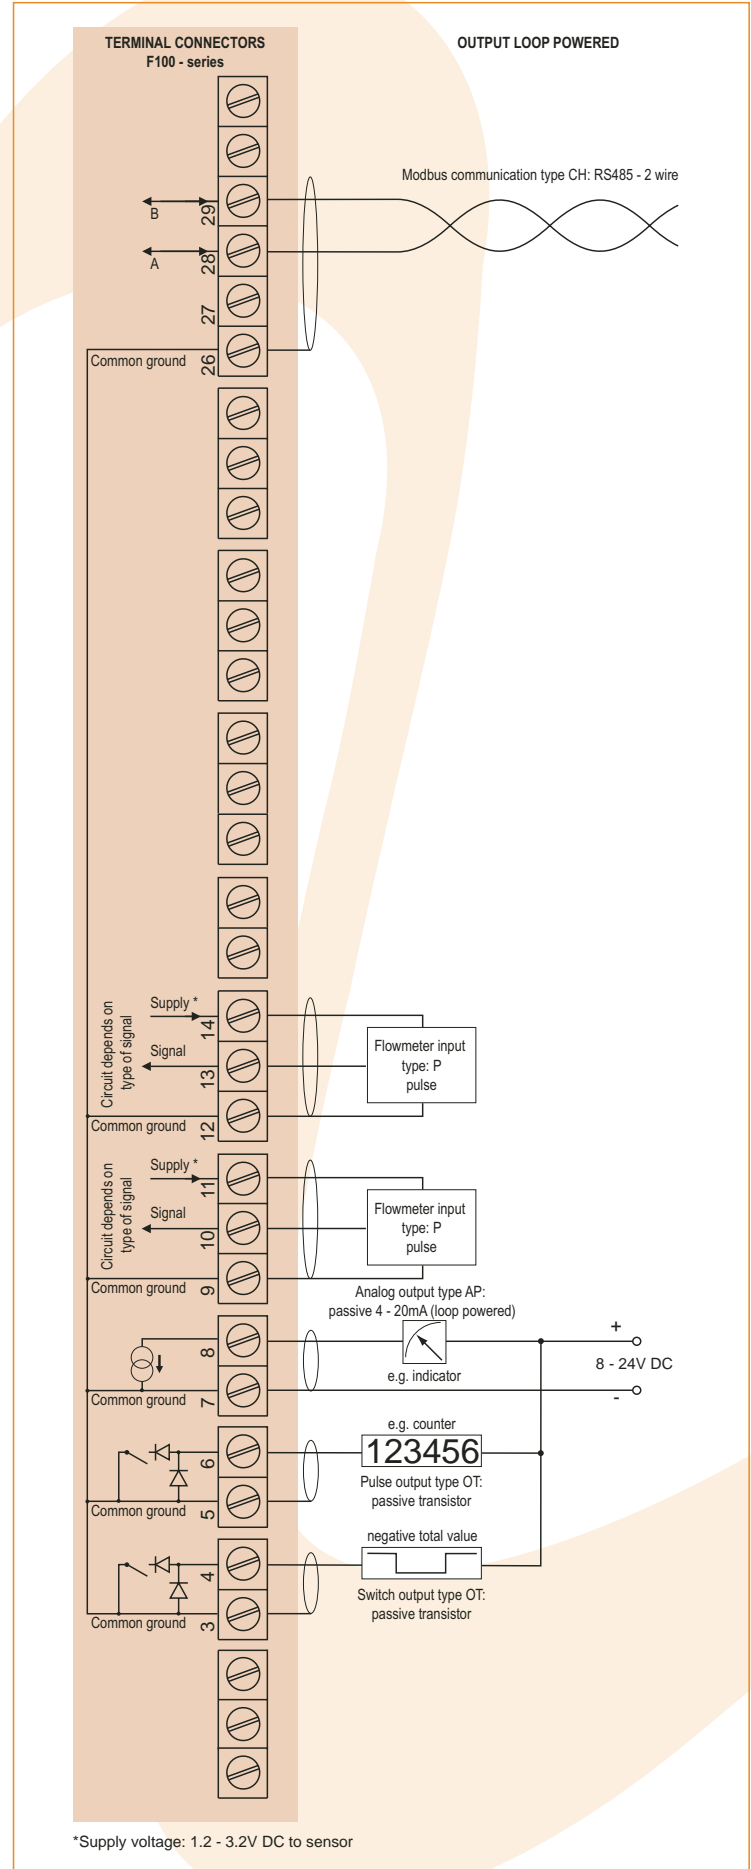 TERMINAL CONNECTORS
F100 - series
OUTPUT LOOP POWERED
Modbus communication type CH: RS485 - 2 wire
B
29
A
28
27
Common ground
26
Circuit depends on
type of signal
Supply *
14
Signal
13
Common ground
12
Flowmeter input
type: P
pulse
Circuit depends on
type of signal
Supply *
11
Signal
10
Common ground
9
Flowmeter input
type: P
pulse
Analog output type AP:
passive 4 - 20mA (loop powered)
8
e.g. indicator
+
8 - 24V DC
-
Common ground
7
e.g. counter
6
123456
Pulse output type OT:
passive transistor
Common ground
5
negative total value
4
Switch output type OT:
passive transistor
Common ground
3
*Supply voltage: 1.2 - 3.2V DC to sensor